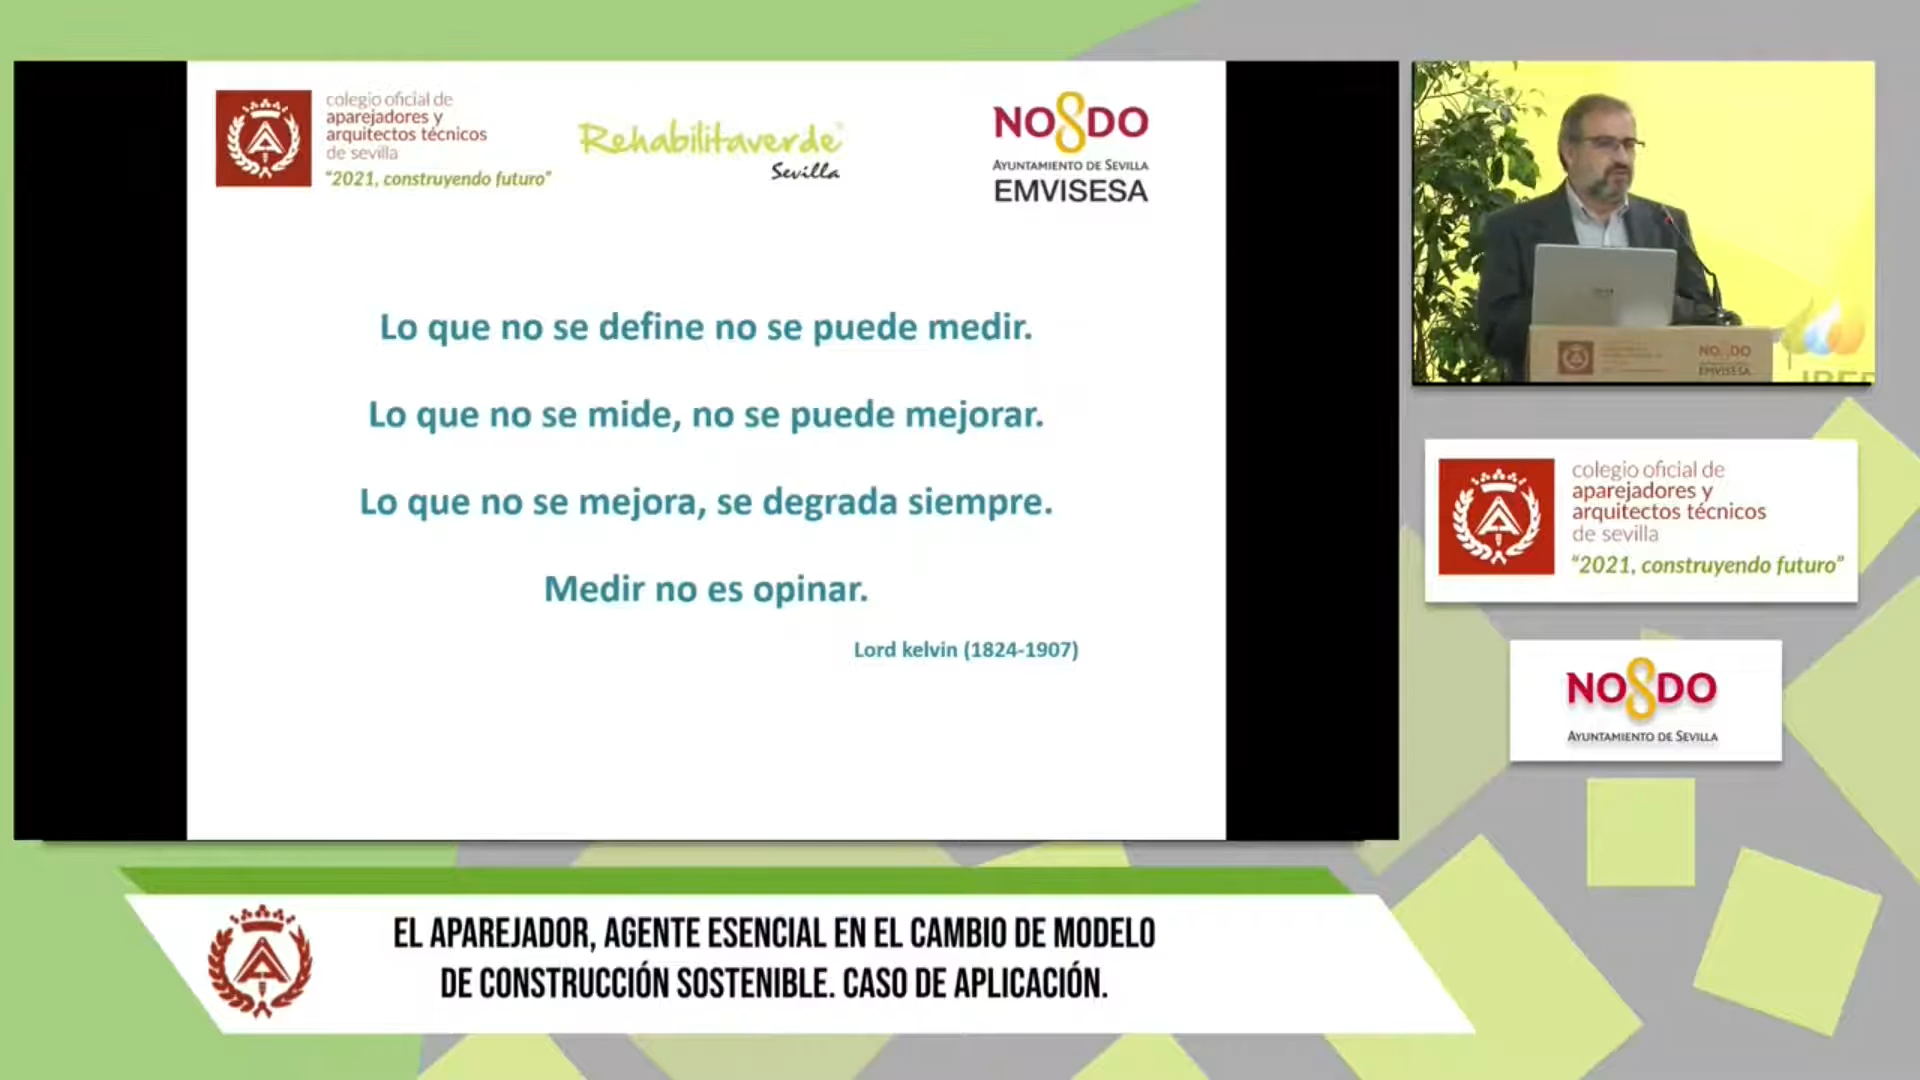 colegio oficial de
aparejadores y
arquitectos técnicos
de sevilla
“2021, construyendo futuro”
Rehabilitaverde®
Sevilla
NO8DO
AYUNTAMIENTO DE SEVILLA
EMVISESA
Lo que no se define no se puede medir.
Lo que no se mide, no se puede mejorar.
Lo que no se mejora, se degrada siempre.
Medir no es opinar.
Lord kelvin (1824-1907)
NO8DO
EMVISESA
colegio oficial de
aparejadores y
arquitectos técnicos
de sevilla
“2021, construyendo futuro”
NO8DO
AYUNTAMIENTO DE SEVILLA
EL APAREJADOR, AGENTE ESENCIAL EN EL CAMBIO DE MODELO
DE CONSTRUCCIÓN SOSTENIBLE. CASO DE APLICACIÓN.